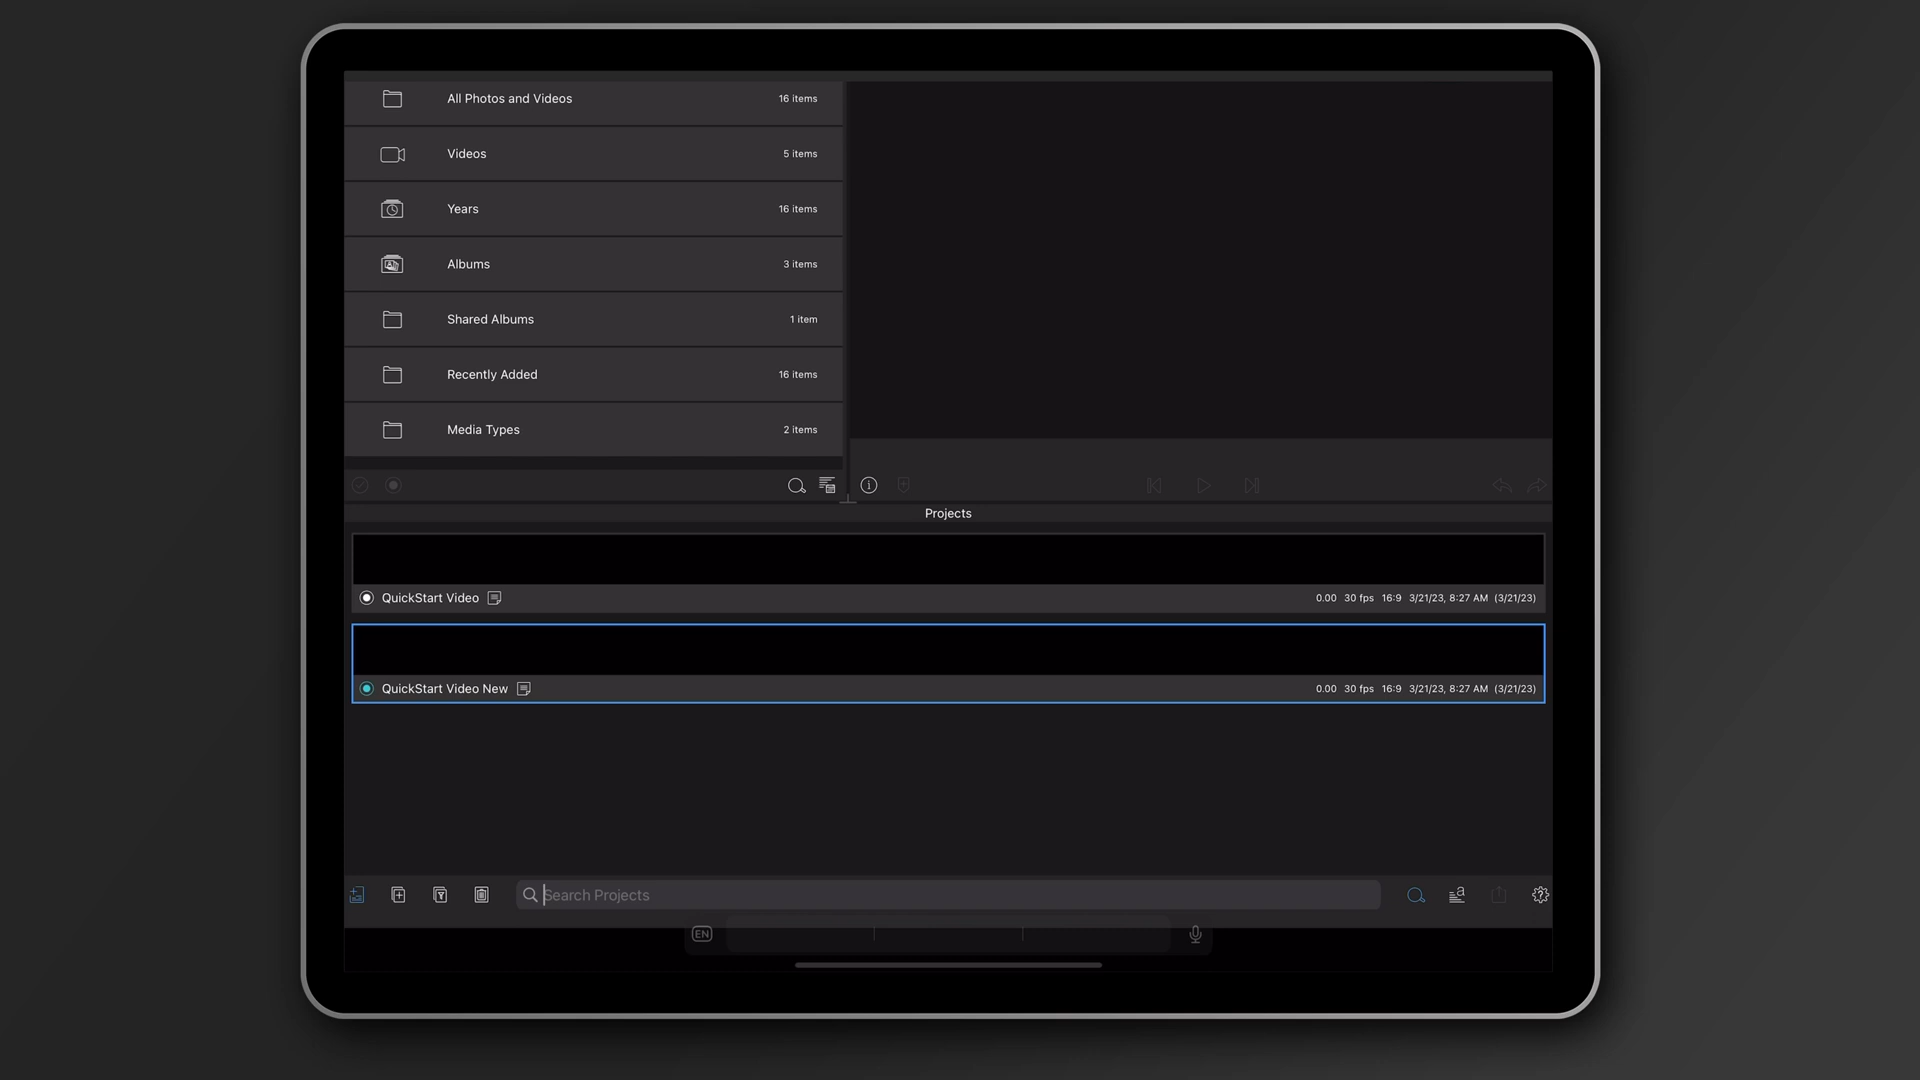 All Photos and Videos 16 items
Videos 5 items
Years 16 items
Albums 3 items
Shared Albums 1 item
Recently Added 16 items
Media Types 2 items
Projects
QuickStart Video 0.00 30 fps 16:9 3/21/23, 8:27 AM (3/21/23)
QuickStart Video New 0.00 30 fps 16:9 3/21/23, 8:27 AM (3/21/23)
Search Projects
EN